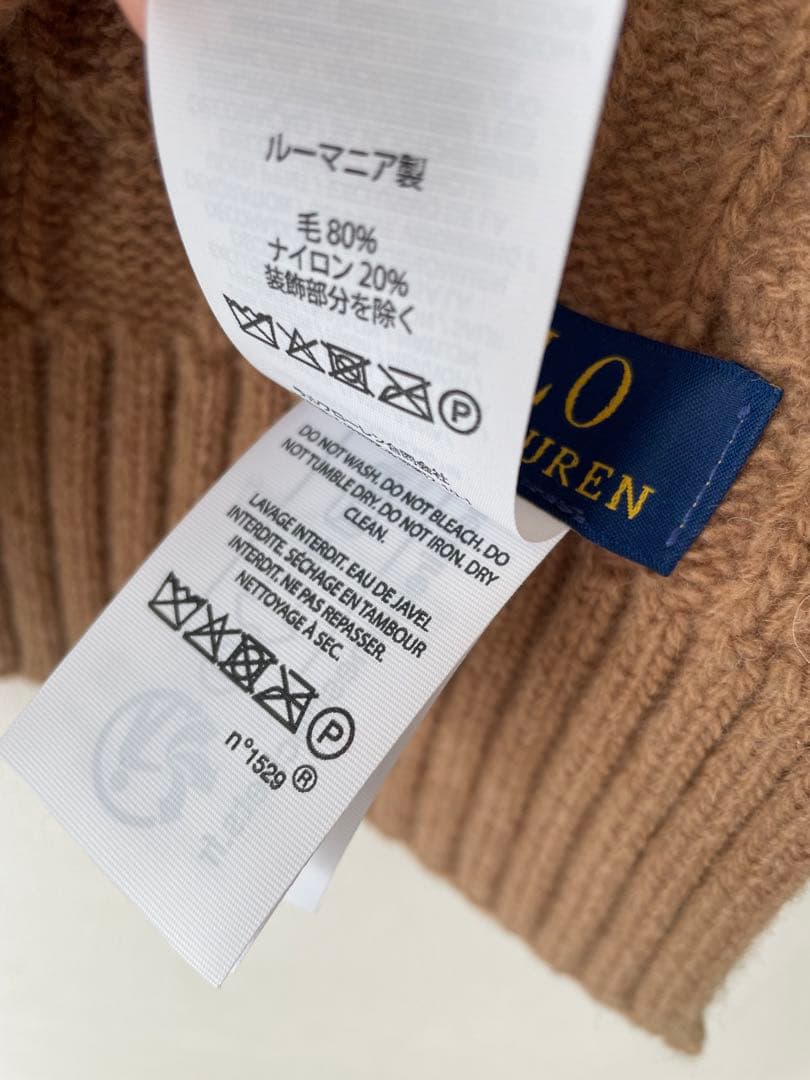 ルーマニア製
毛 80%
ナイロン 20%
装飾部分を除く
P
LO
UREN
DO NOT WASH. DO NOT BLEACH. DO
NOT TUMBLE DRY. DO NOT IRON. DRY
CLEAN.
LAVAGE INTERDIT. EAU DE JAVEL
INTERDITE. SÉCHAGE EN TAMBOUR
INTERDIT. NE PAS REPASSER.
NETTOYAGE À SEC.
P
n°1529 ®